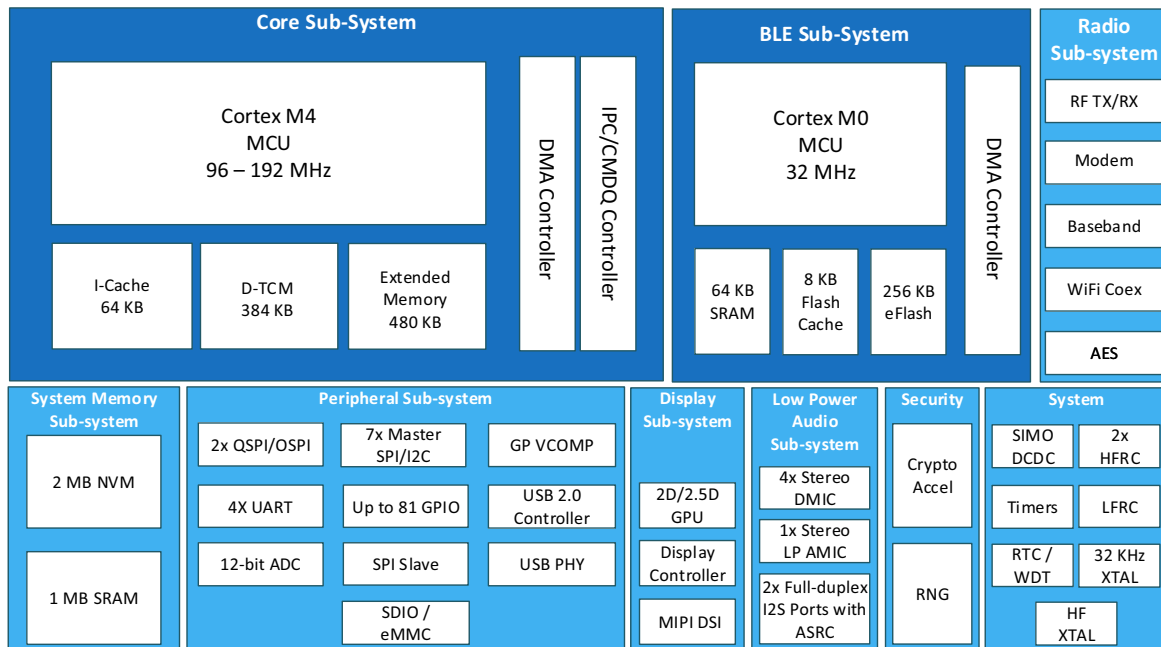 Core Sub-System
Cortex M4
MCU
96 – 192 MHz
I-Cache
64 KB
D-TCM
384 KB
Extended
Memory
480 KB
DMA Controller
IPC/CMDQ Controller
BLE Sub-System
Cortex M0
MCU
32 MHz
64 KB
SRAM
8 KB
Flash
Cache
256 KB
eFlash
DMA Controller
Radio
Sub-system
RF TX/RX
Modem
Baseband
WiFi Coex
AES
System Memory
Sub-system
2 MB NVM
1 MB SRAM
Peripheral Sub-system
2x QSPI/OSPI
7x Master
SPI/I2C
GP VCOMP
4X UART
Up to 81 GPIO
USB 2.0
Controller
12-bit ADC
SPI Slave
USB PHY
SDIO /
eMMC
Display
Sub-system
2D/2.5D
GPU
Display
Controller
MIPI DSI
Low Power
Audio
Sub-system
4x Stereo
DMIC
1x Stereo
LP AMIC
2x Full-duplex
I2S Ports with
ASRC
Security
Crypto
Accel
RNG
System
SIMO
DCDC
2x
HFRC
Timers
LFRC
RTC /
WDT
32 KHz
XTAL
HF
XTAL